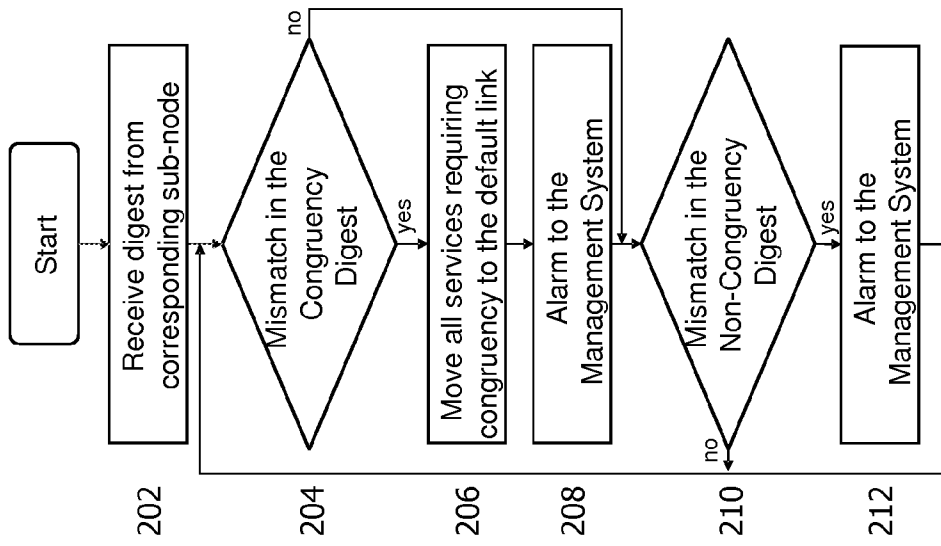 Start
202
Receive digest from
corresponding sub-node
204
Mismatch in the
Congruency
Digest
no
yes
206
Move all services requiring
congruency to the default link
208
Alarm to the
Management System
210
Mismatch in the
Non-Congruency
Digest
no
yes
212
Alarm to the
Management System